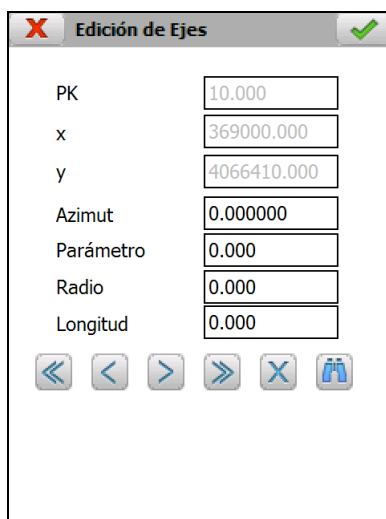 Edición de Ejes
PK 10.000
x 369000.000
y 4066410.000
Azimut 0.000000
Parámetro 0.000
Radio 0.000
Longitud 0.000